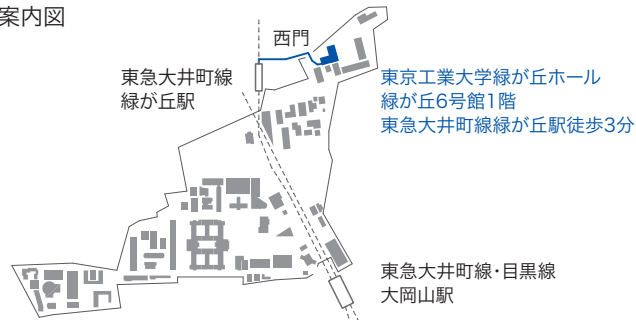 案内図
西門
東急大井町線
緑が丘駅
東京工業大学緑が丘ホール
緑が丘6号館1階
東急大井町線緑が丘駅徒歩3分
東急大井町線・目黒線
大岡山駅